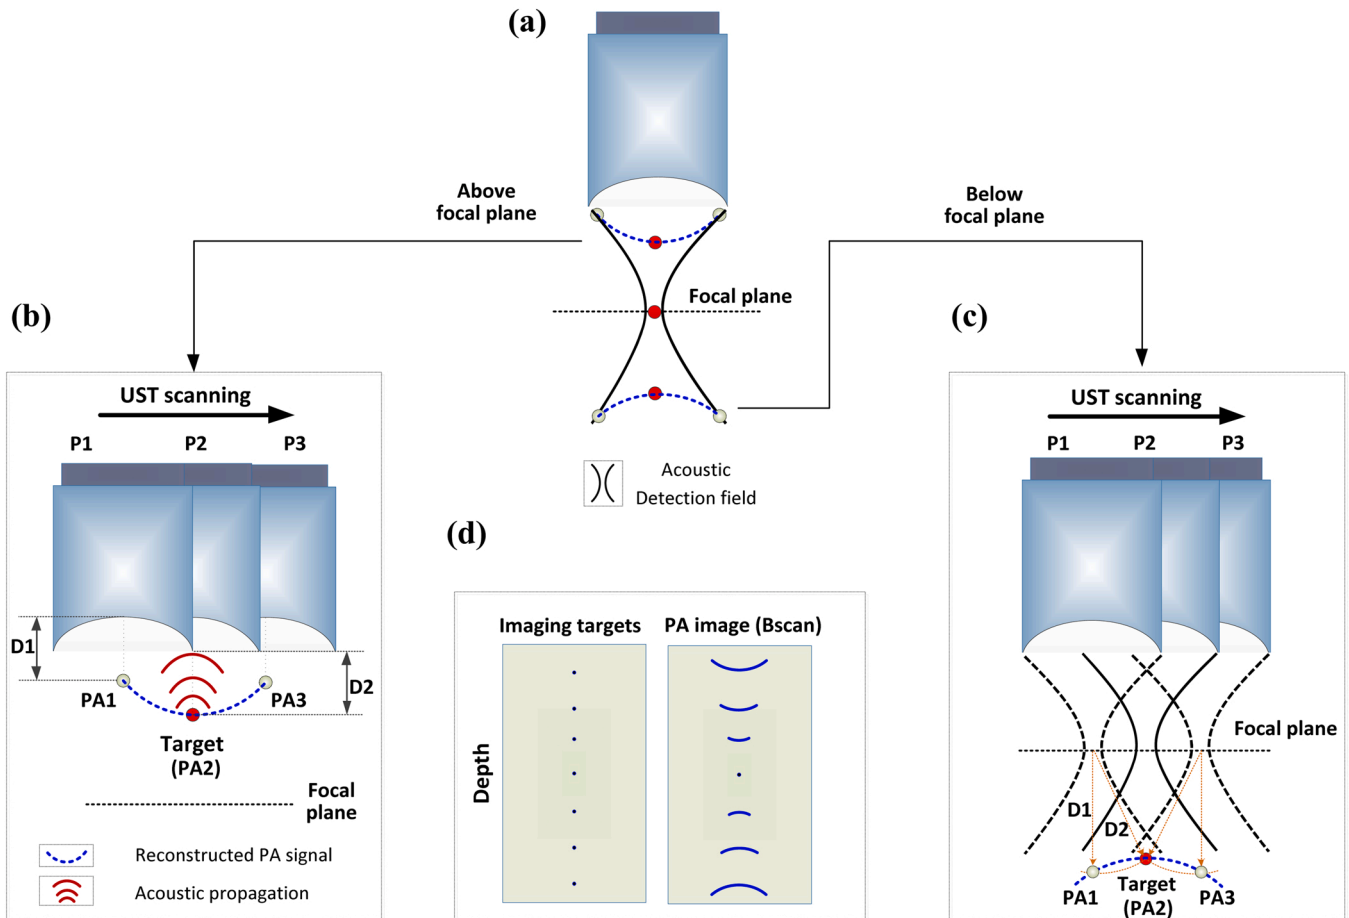 (a)
Above
focal plane
Below
focal plane
Focal plane
Acoustic
Detection field
(b)
UST scanning
P1 P2 P3
D1
D2
PA1 PA3
Target
(PA2)
Focal
plane
Reconstructed PA signal
Acoustic propagation
(c)
UST scanning
P1 P2 P3
Focal plane
D1
D2
PA1 Target PA3
(PA2)
(d)
Imaging targets PA image (Bscan)
Depth